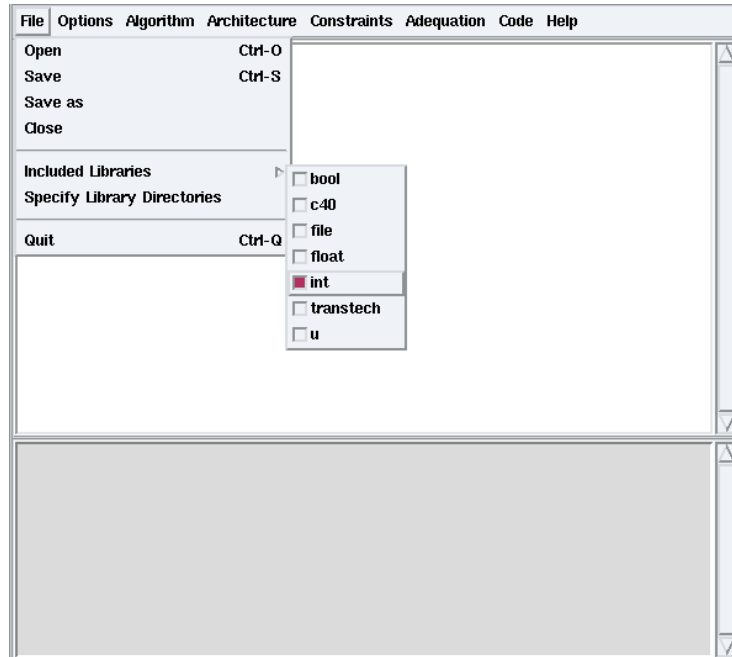 File Options Algorithm Architecture Constraints Adequation Code Help
Open Ctrl-O
Save Ctrl-S
Save as
Close
Included Libraries
Specify Library Directories
Quit Ctrl-Q
bool
c40
file
float
int
transtech
u